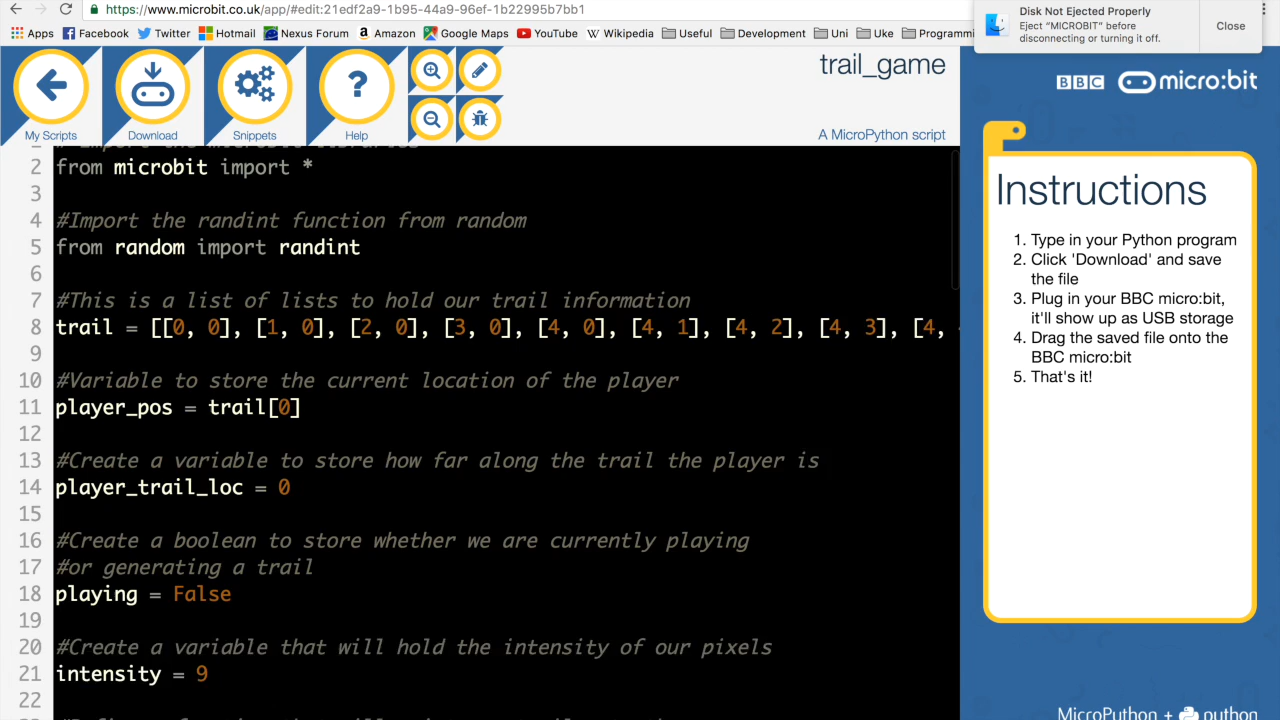 https://www.microbit.co.uk/app/#edit:21edf2a9-1b95-44a9-96ef-1b22995b7bb1
Apps Facebook Twitter Hotmail Nexus Forum Amazon Google Maps YouTube Wikipedia Useful Development Uni Uke Programmi
Disk Not Ejected Properly
Eject “MICROBIT” before
disconnecting or turning it off.
Close
My Scripts
Download
Snippets
? Help
trail_game
A MicroPython script
BBC micro:bit
2 from microbit import *
3
4 #Import the randint function from random
5 from random import randint
6
7 #This is a list of lists to hold our trail information
8 trail = [[0, 0], [1, 0], [2, 0], [3, 0], [4, 0], [4, 1], [4, 2], [4, 3], [4,
9
10 #Variable to store the current location of the player
11 player_pos = trail[0]
12
13 #Create a variable to store how far along the trail the player is
14 player_trail_loc = 0
15
16 #Create a boolean to store whether we are currently playing
17 #or generating a trail
18 playing = False
19
20 #Create a variable that will hold the intensity of our pixels
21 intensity = 9
22
Instructions
1. Type in your Python program
2. Click 'Download' and save
the file
3. Plug in your BBC micro:bit,
it'll show up as USB storage
4. Drag the saved file onto the
BBC micro:bit
5. That's it!
MicroPython + python